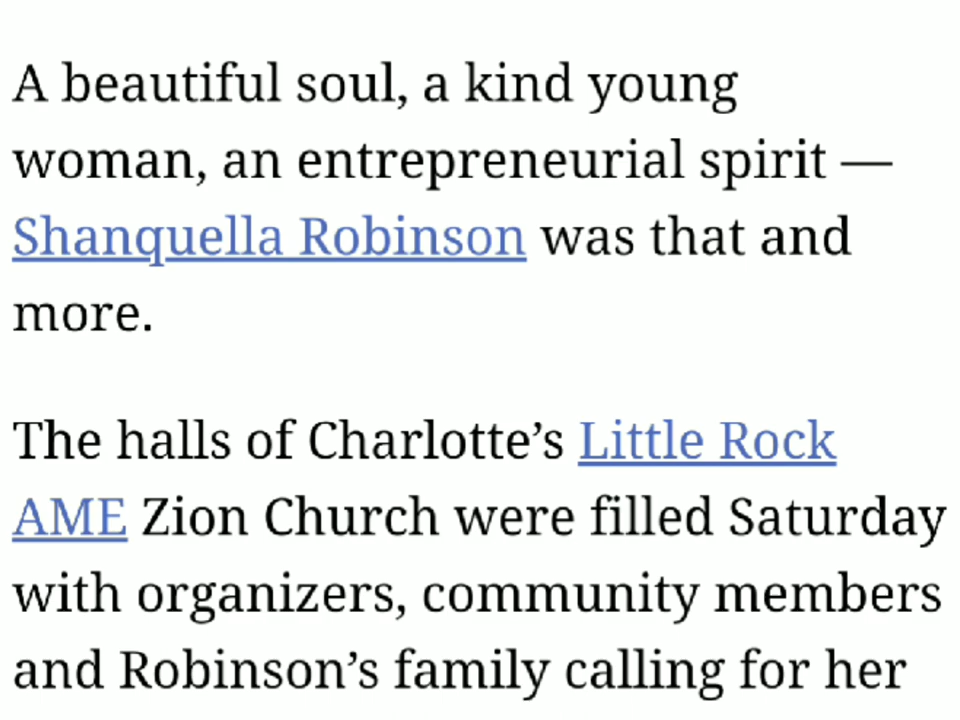 A beautiful soul, a kind young
woman, an entrepreneurial spirit —
Shanquella Robinson was that and
more.
The halls of Charlotte’s Little Rock
AME Zion Church were filled Saturday
with organizers, community members
and Robinson’s family calling for her